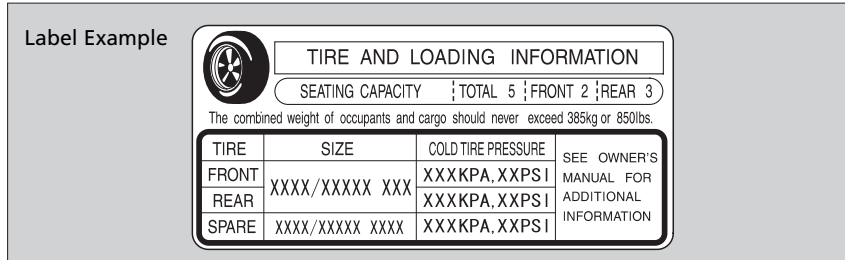 Label Example
TIRE AND LOADING INFORMATION
SEATING CAPACITY TOTAL 5 FRONT 2 REAR 3
The combined weight of occupants and cargo should never exceed 385kg or 850lbs.
TIRE SIZE COLD TIRE PRESSURE
FRONT XXXX/XXXXX XXX XXXKPA,XXPSI
REAR XXXKPA,XXPSI
SPARE XXXX/XXXXX XXXX XXXKPA,XXPSI
SEE OWNER'S
MANUAL FOR
ADDITIONAL
INFORMATION